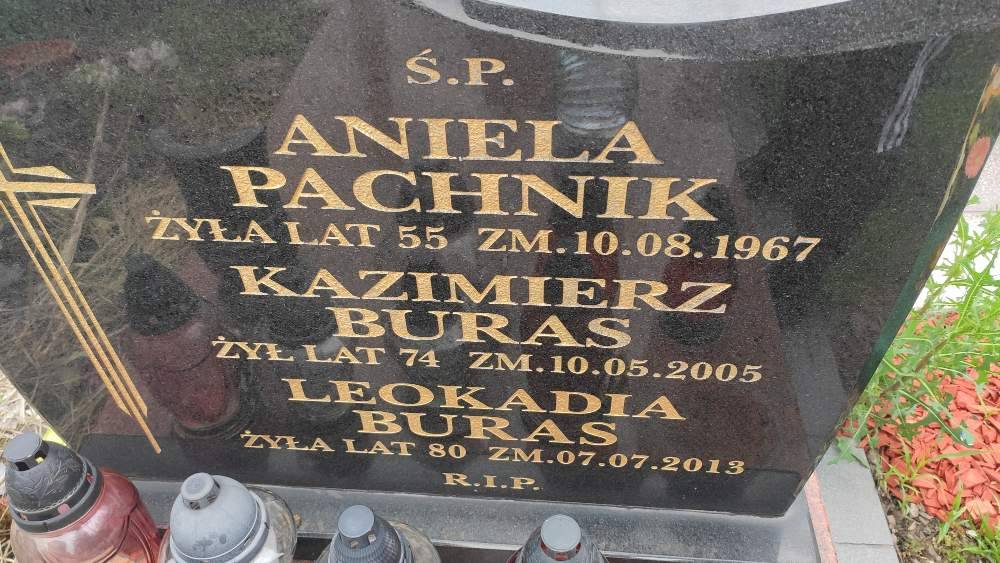 Ś.P.
ANIELA
PACHNIK
ŻYŁA LAT 55 ZM.10.08.1967
KAZIMIERZ
BURAS
ŻYŁ LAT 74 ZM.10.05.2005
LEOKADIA
BURAS
ŻYŁA LAT 80 ZM.07.07.2013
R.I.P.